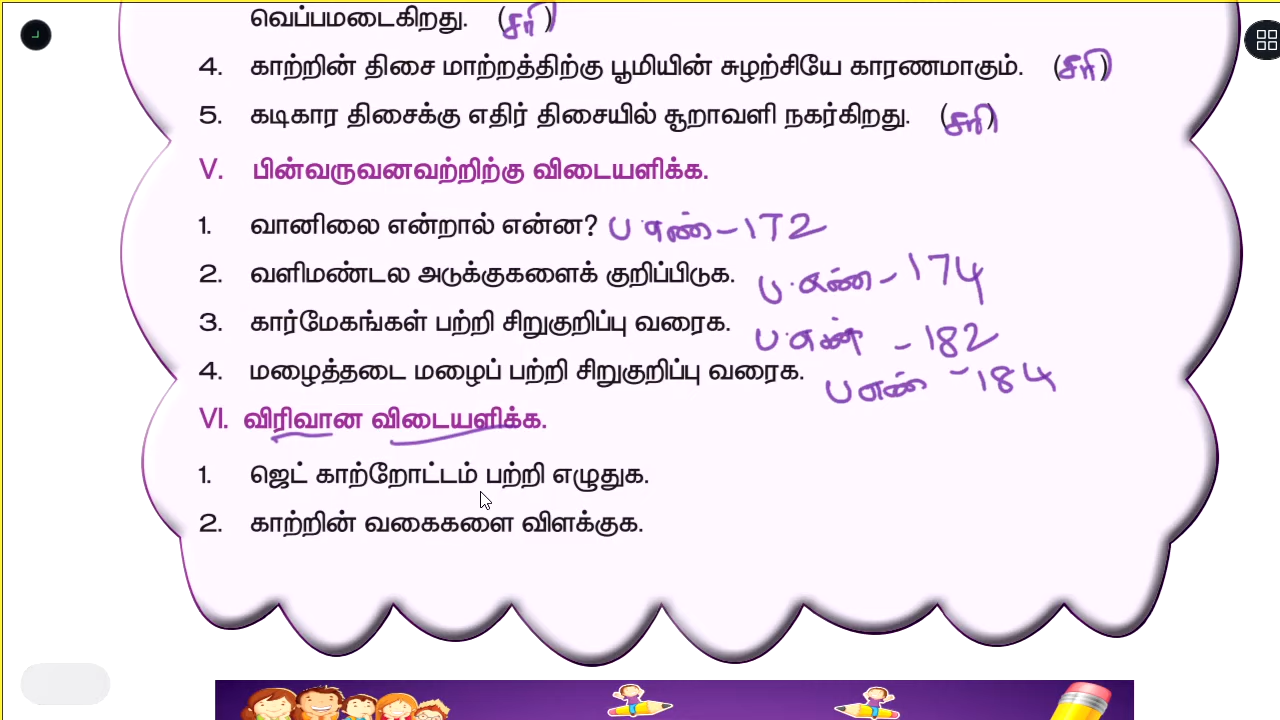 வெப்பமடைகிறது. (சரி)
4. காற்றின் திசை மாற்றத்திற்கு பூமியின் சுழற்சியே காரணமாகும். (சரி)
5. கடிகார திசைக்கு எதிர் திசையில் சூறாவளி நகர்கிறது. (சரி)
V. பின்வருவனவற்றிற்கு விடையளிக்க.
1. வானிலை என்றால் என்ன? ப.எண் - 172
2. வளிமண்டல அடுக்குகளைக் குறிப்பிடுக. ப.எண் - 174
3. கார்மேகங்கள் பற்றி சிறுகுறிப்பு வரைக. ப.எண் - 182
4. மழைத்தடை மழைப் பற்றி சிறுகுறிப்பு வரைக. ப எண் - 184
VI. விரிவான விடையளிக்க.
1. ஜெட் காற்றோட்டம் பற்றி எழுதுக.
2. காற்றின் வகைகளை விளக்குக.